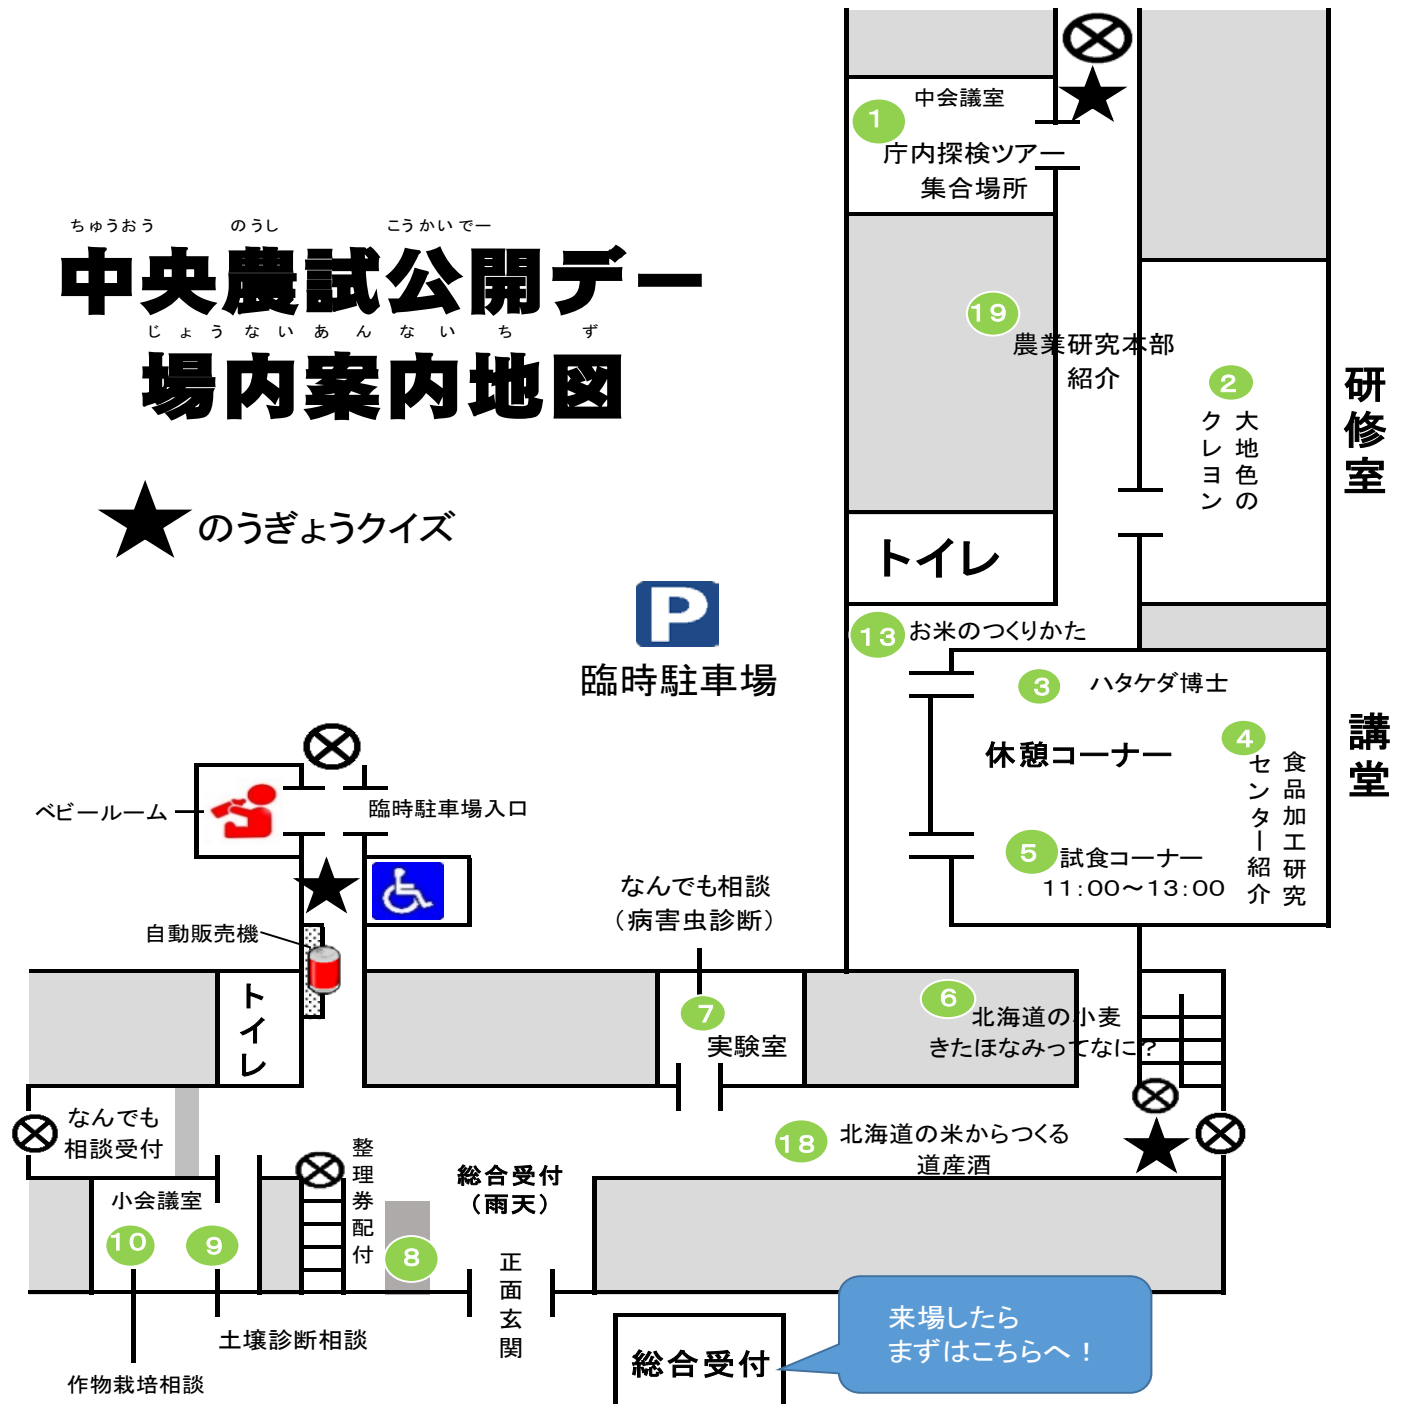 ちゅうおう のうし こうかいでー
中央農試公開デー
じょうないあんないちず
場内案内地図
★のうぎょうクイズ
P
臨時駐車場
中会議室
1
庁内探検ツアー
集合場所
19
農業研究本部
紹介
2
大地色の
クレヨン
研修室
トイレ
13 お米のつくりかた
3 ハタケダ博士
休憩コーナー
4
食品加工研究
センター紹介
講堂
5 試食コーナー
11:00～13:00
ベビールーム
臨時駐車場入口
自動販売機
トイレ
なんでも相談
（病害虫診断）
7
実験室
6
北海道の小麦
きたほなみってなに？
なんでも
相談受付
18 北海道の米からつくる
道産酒
小会議室
10
9
整理券配付
8
総合受付
（雨天）
正面玄関
土壌診断相談
作物栽培相談
総合受付
来場したら
まずはこちらへ！